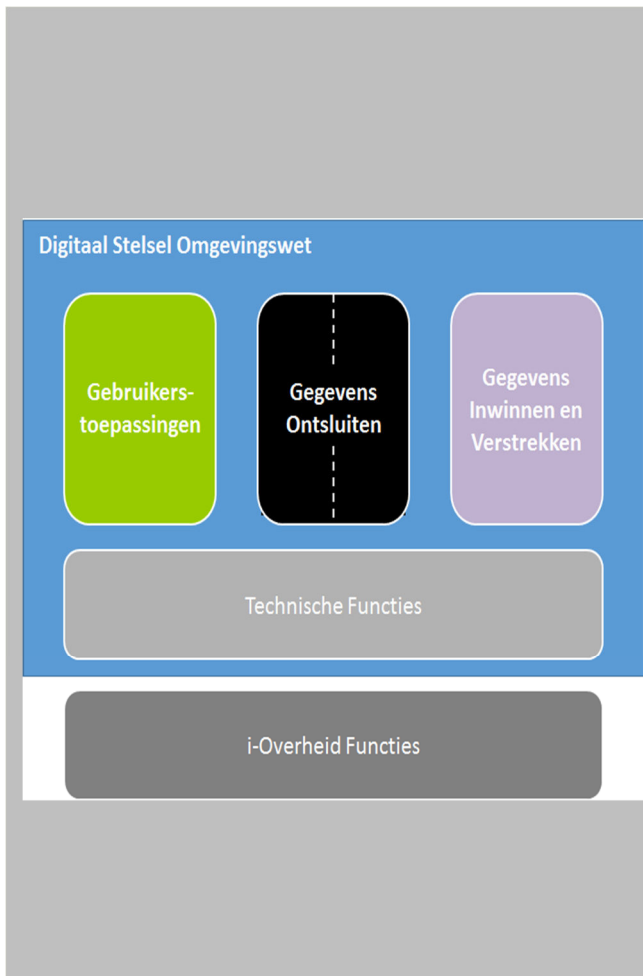 Digitaal Stelsel Omgevingswet
Gebruikers-
toepassingen
Gegevens
Ontsluiten
Gegevens
Inwinnen en
Verstrekken
Technische Functies
i-Overheid Functies